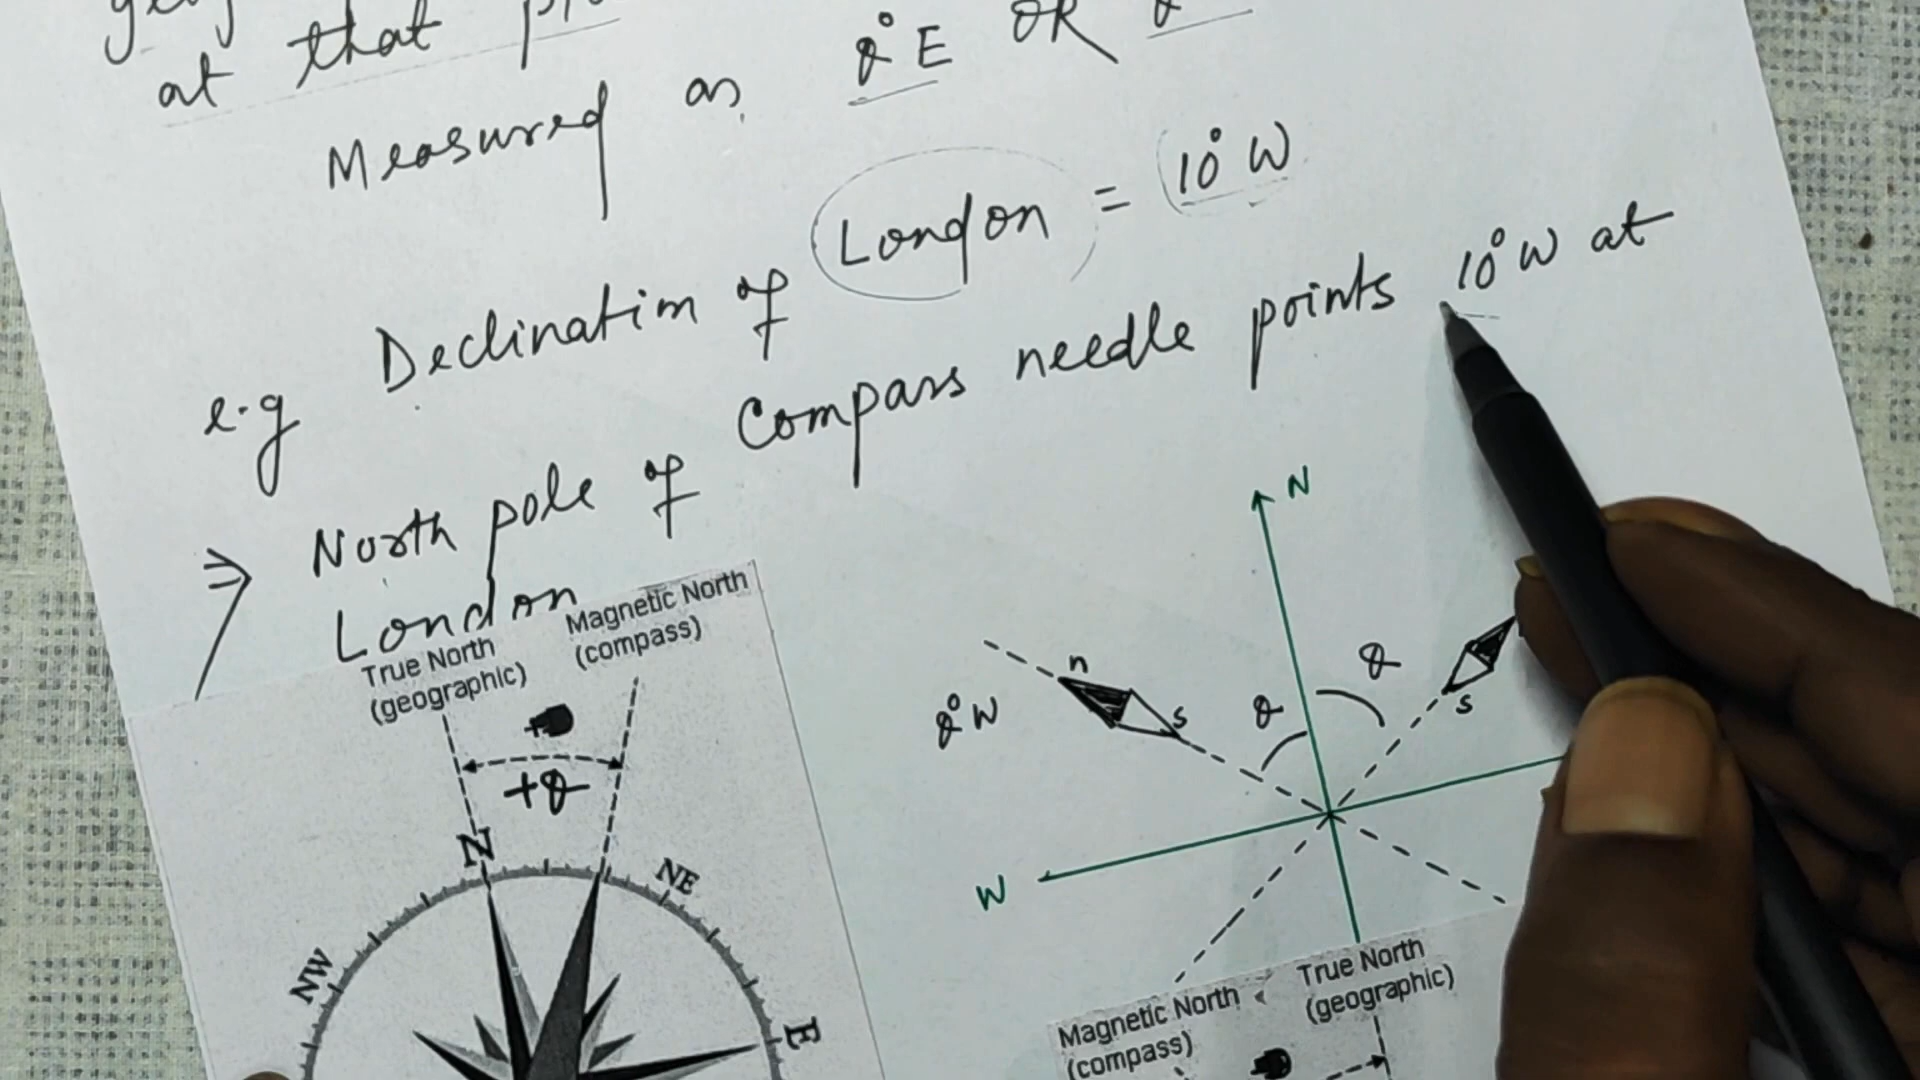 at that
Measured as θ°E OR
e.g Declination of London = 10°W
⇒ North pole of Compass needle points 10°W at
London
True North
(geographic)
Magnetic North
(compass)
+θ
N
NE
NW
E
N
n
s
θ°W
θ
θ
s
W
Magnetic North
(compass)
True North
(geographic)